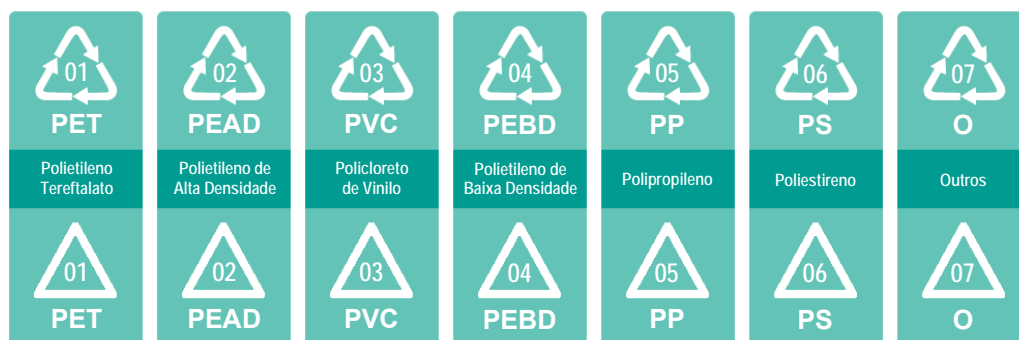 01 02 03 04 05 06 07
PET PEAD PVC PEBD PP PS O
Polietileno
Tereftalato
Polietileno de
Alta Densidade
Policloreto
de Vinilo
Polietileno de
Baixa Densidade
Polipropileno
Poliestireno
Outros
01 02 03 04 05 06 07
PET PEAD PVC PEBD PP PS O